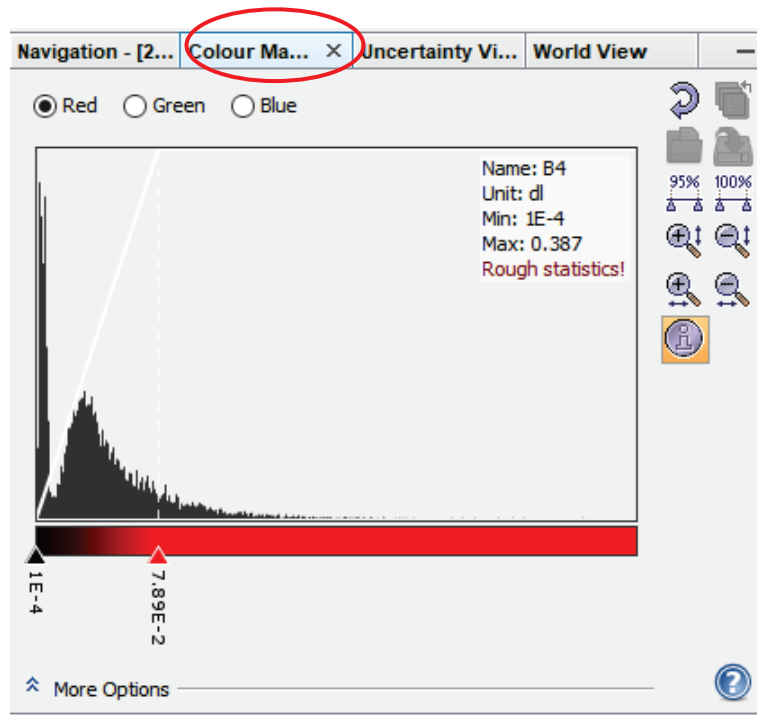 Navigation - [2... Colour Ma... × Uncertainty Vi... World View
Red Green Blue
Name: B4
Unit: dl
Min: 1E-4
Max: 0.387
Rough statistics!
95% 100%
1E-4
7.89E-2
More Options